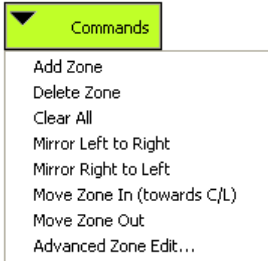 Commands
Add Zone
Delete Zone
Clear All
Mirror Left to Right
Mirror Right to Left
Move Zone In (towards C/L)
Move Zone Out
Advanced Zone Edit...